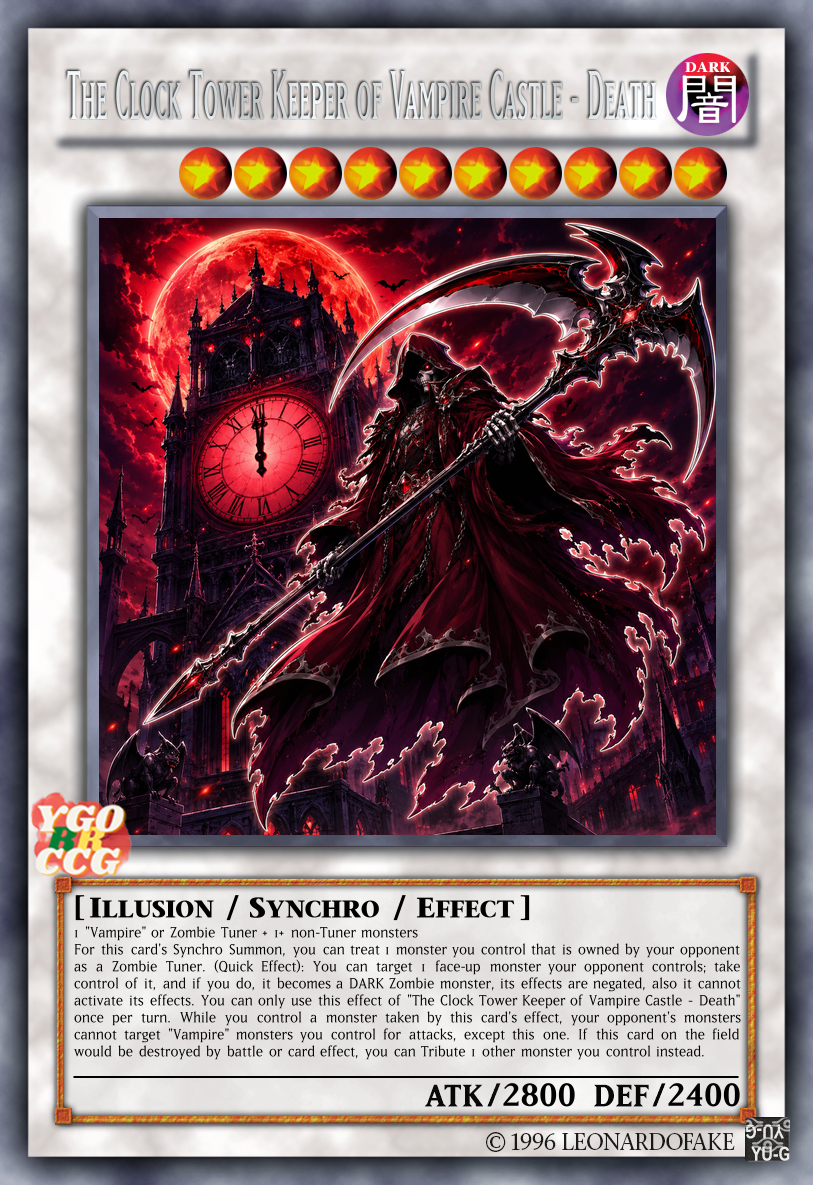 The Clock Tower Keeper of Vampire Castle - Death
DARK
闇
YGO
RR
CCG
[ Illusion / Synchro / Effect ]
1 "Vampire" or Zombie Tuner + 1+ non-Tuner monsters
For this card's Synchro Summon, you can treat 1 monster you control that is owned by your opponent
as a Zombie Tuner. (Quick Effect): You can target 1 face-up monster your opponent controls; take
control of it, and if you do, it becomes a DARK Zombie monster, its effects are negated, also it cannot
activate its effects. You can only use this effect of "The Clock Tower Keeper of Vampire Castle - Death"
once per turn. While you control a monster taken by this card's effect, your opponent's monsters
cannot target "Vampire" monsters you control for attacks, except this one. If this card on the field
would be destroyed by battle or card effect, you can Tribute 1 other monster you control instead.
ATK/2800 DEF/2400
© 1996 LEONARDOFAKE
YU-G